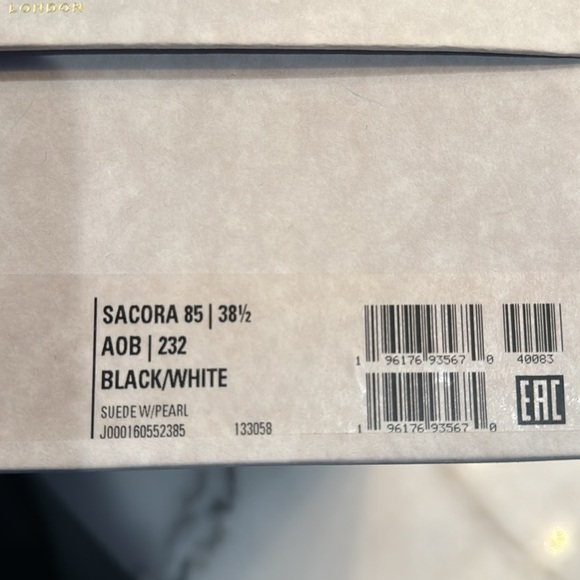 LONDON
SACORA 85 | 38½
AOB | 232
BLACK/WHITE
SUEDE W/PEARL
J000160552385 133058
1 96176 93567 0
40083
1 96176 93567 0
EAC